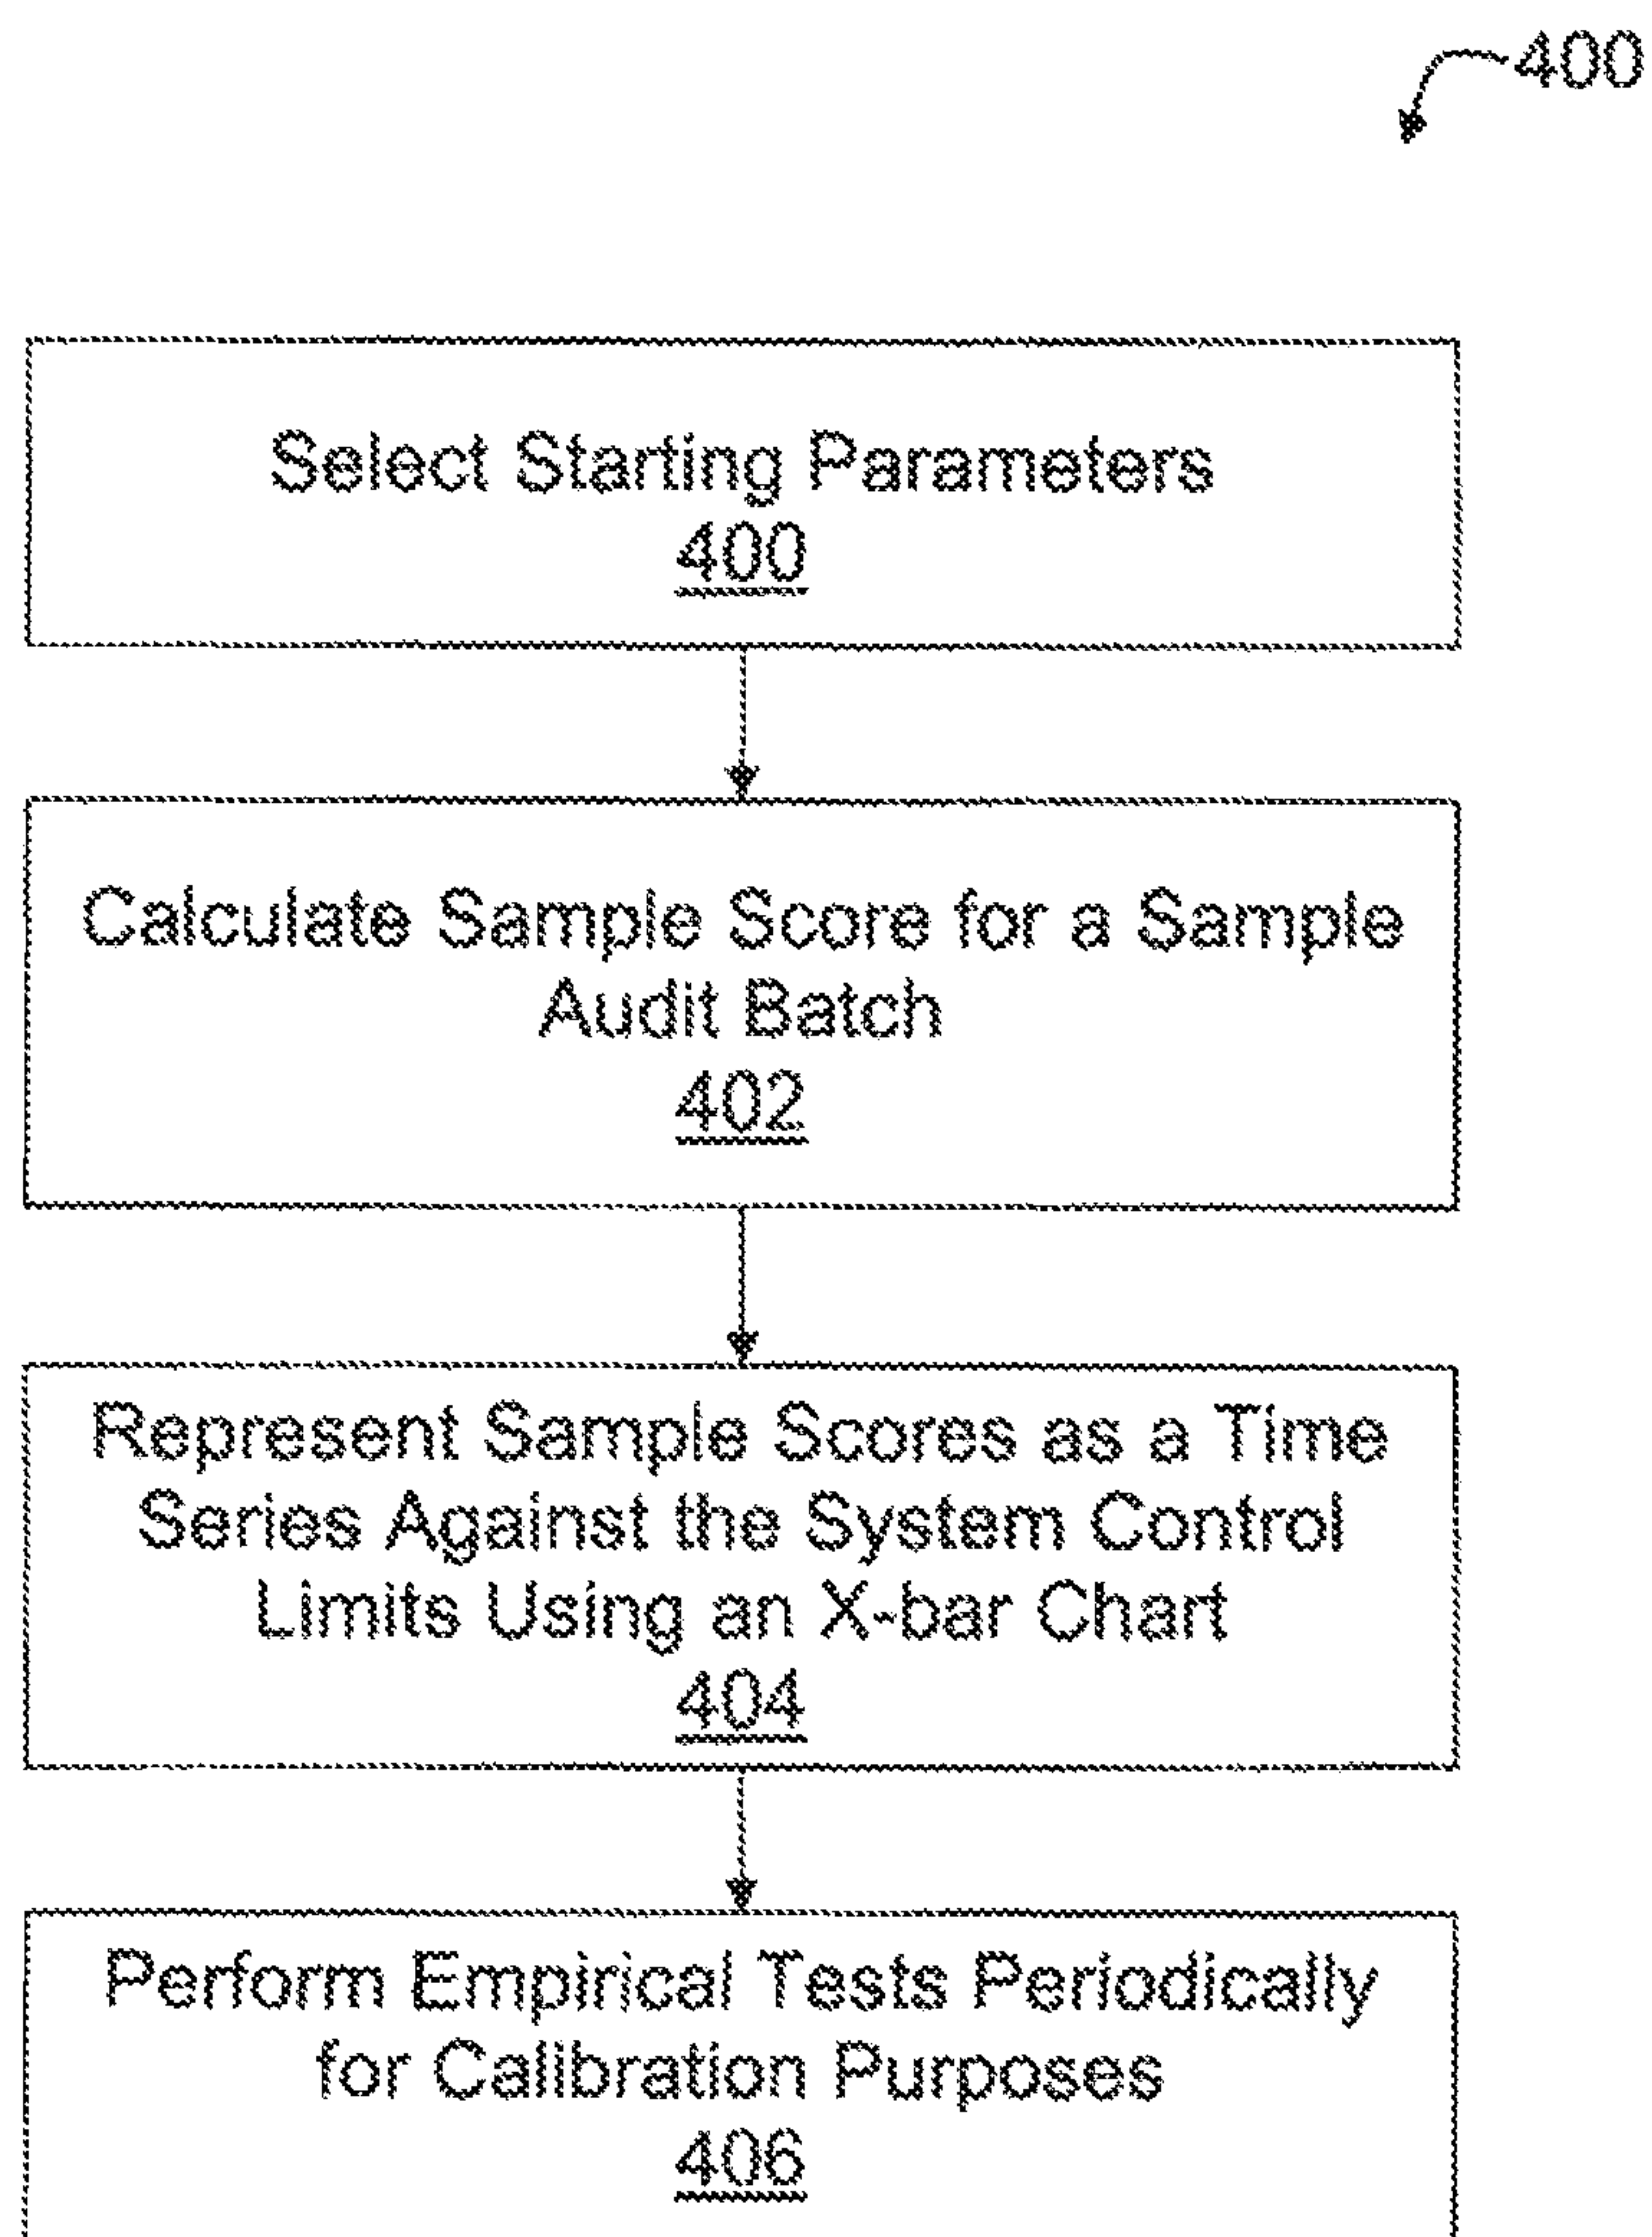 400
Select Starting Parameters
400
Calculate Sample Score for a Sample
Audit Batch
402
Represent Sample Scores as a Time
Series Against the System Control
Limits Using an X-bar Chart
404
Perform Empirical Tests Periodically
for Calibration Purposes
406